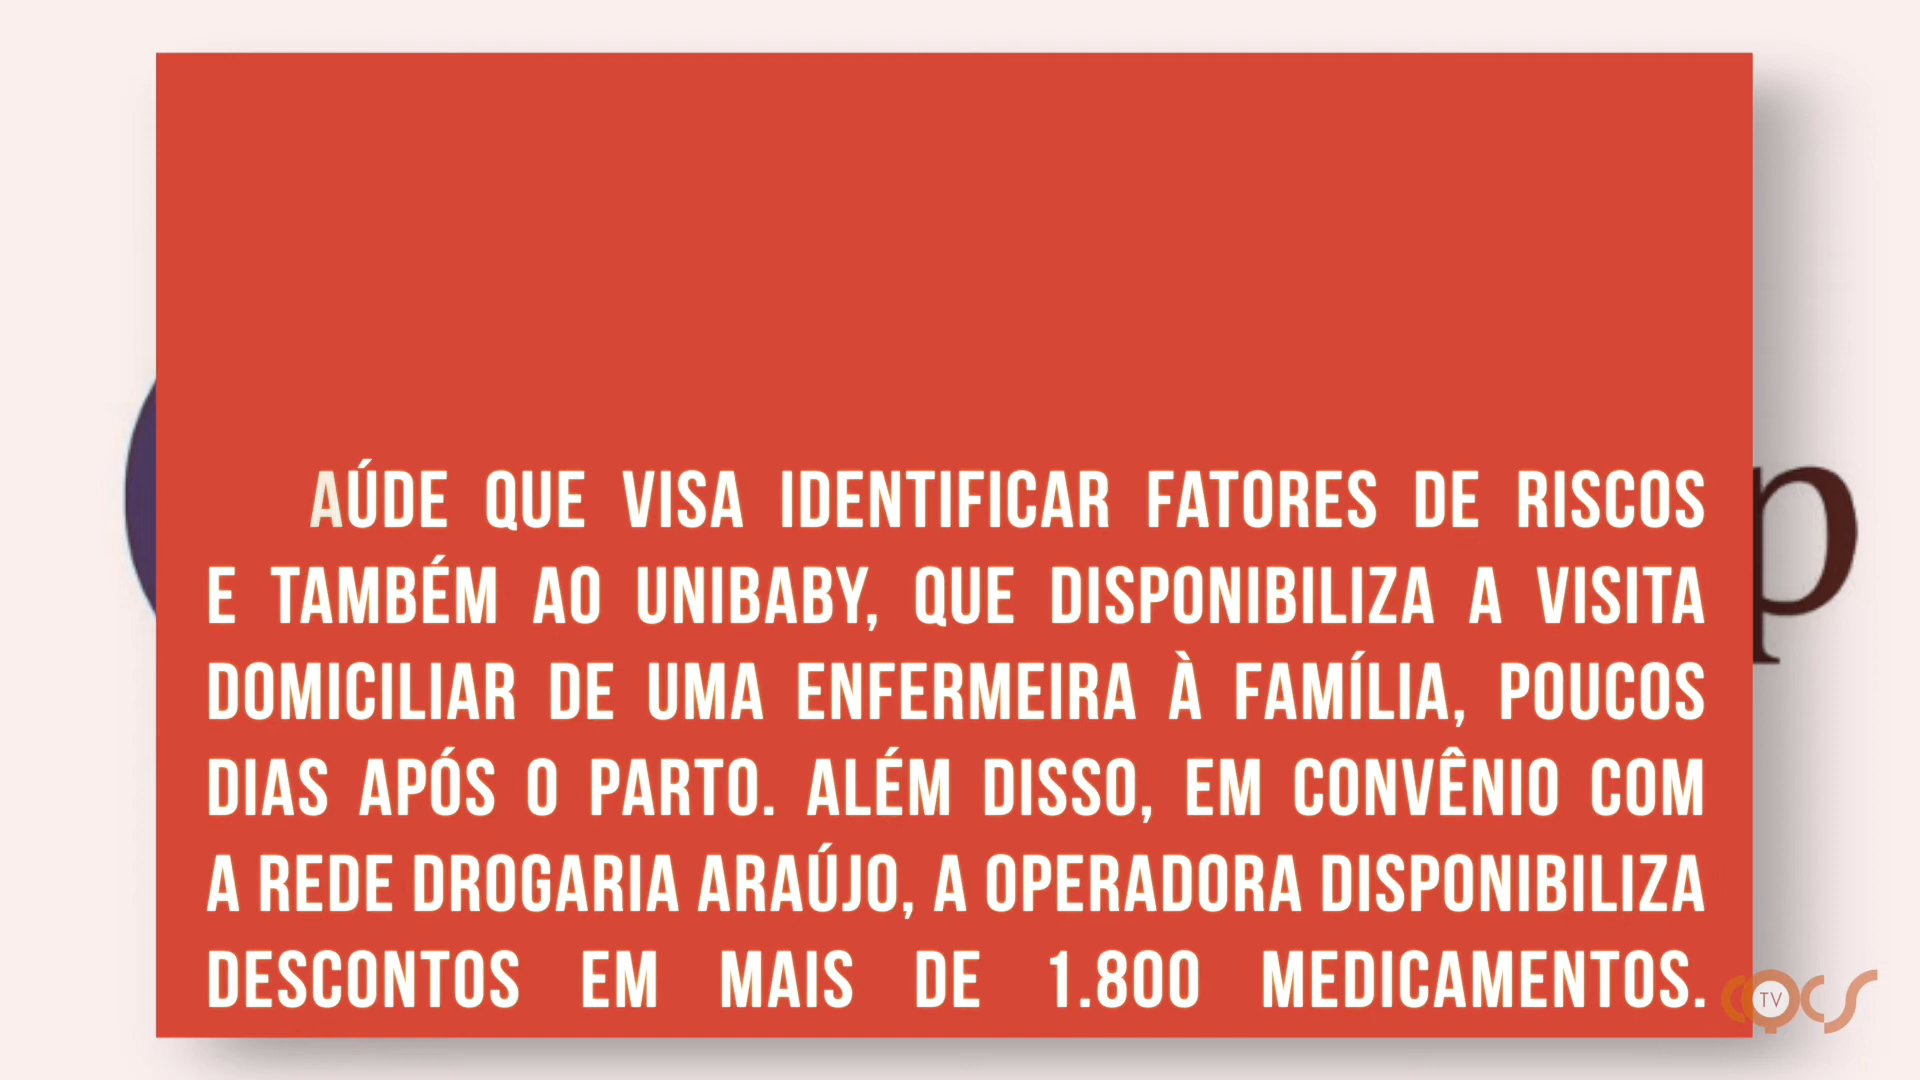 AÚDE QUE VISA IDENTIFICAR FATORES DE RISCOS
E TAMBÉM AO UNIBABY, QUE DISPONIBILIZA A VISITA
DOMICILIAR DE UMA ENFERMEIRA À FAMÍLIA, POUCOS
DIAS APÓS O PARTO. ALÉM DISSO, EM CONVÊNIO COM
A REDE DROGARIA ARAÚJO, A OPERADORA DISPONIBILIZA
DESCONTOS EM MAIS DE 1.800 MEDICAMENTOS.
p
CQCS
TV